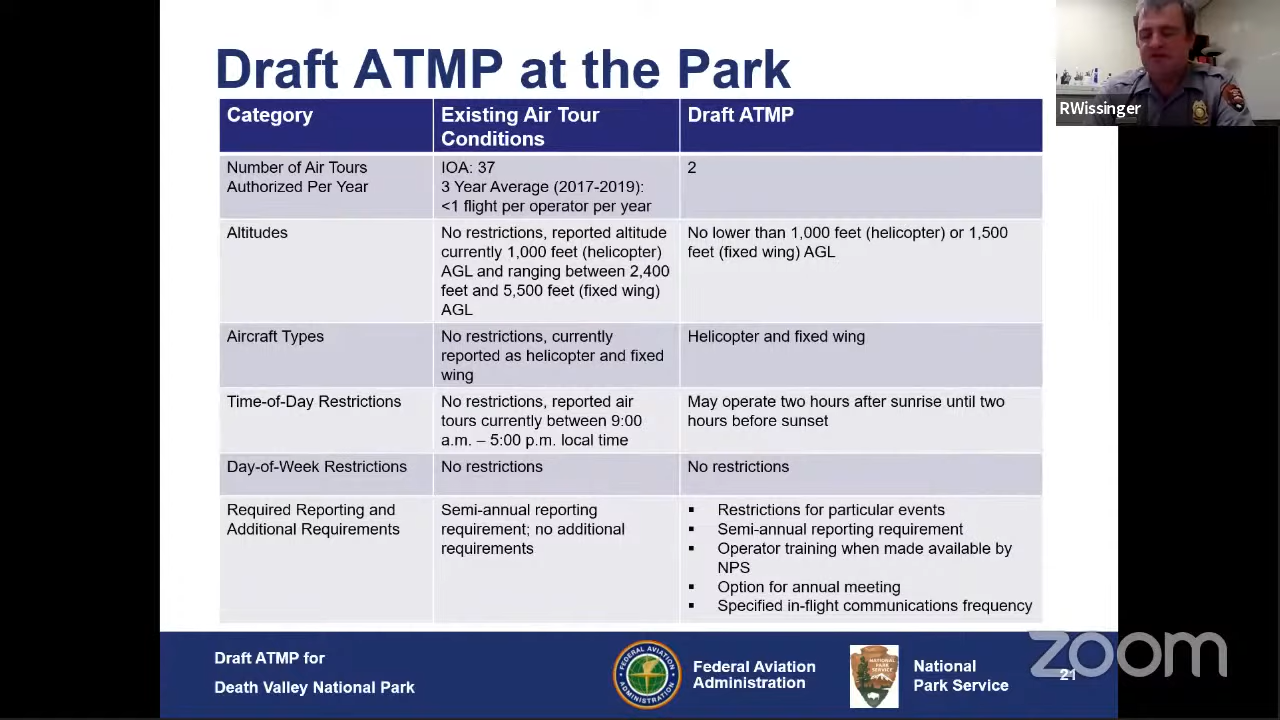 Draft ATMP at the Park
RWissinger
Category
Existing Air Tour
Conditions
Draft ATMP
Number of Air Tours
Authorized Per Year
IOA: 37
3 Year Average (2017-2019):
<1 flight per operator per year
2
Altitudes
No restrictions, reported altitude
currently 1,000 feet (helicopter)
AGL and ranging between 2,400
feet and 5,500 feet (fixed wing)
AGL
No lower than 1,000 feet (helicopter) or 1,500
feet (fixed wing) AGL
Aircraft Types
No restrictions, currently
reported as helicopter and fixed
wing
Helicopter and fixed wing
Time-of-Day Restrictions
No restrictions, reported air
tours currently between 9:00
a.m. – 5:00 p.m. local time
May operate two hours after sunrise until two
hours before sunset
Day-of-Week Restrictions
No restrictions
No restrictions
Required Reporting and
Additional Requirements
Semi-annual reporting
requirement; no additional
requirements
▪ Restrictions for particular events
▪ Semi-annual reporting requirement
▪ Operator training when made available by
NPS
▪ Option for annual meeting
▪ Specified in-flight communications frequency
Draft ATMP for
Death Valley National Park
FEDERAL AVIATION
ADMINISTRATION
Federal Aviation
Administration
NATIONAL
PARK
SERVICE
National
Park Service
21
zoom